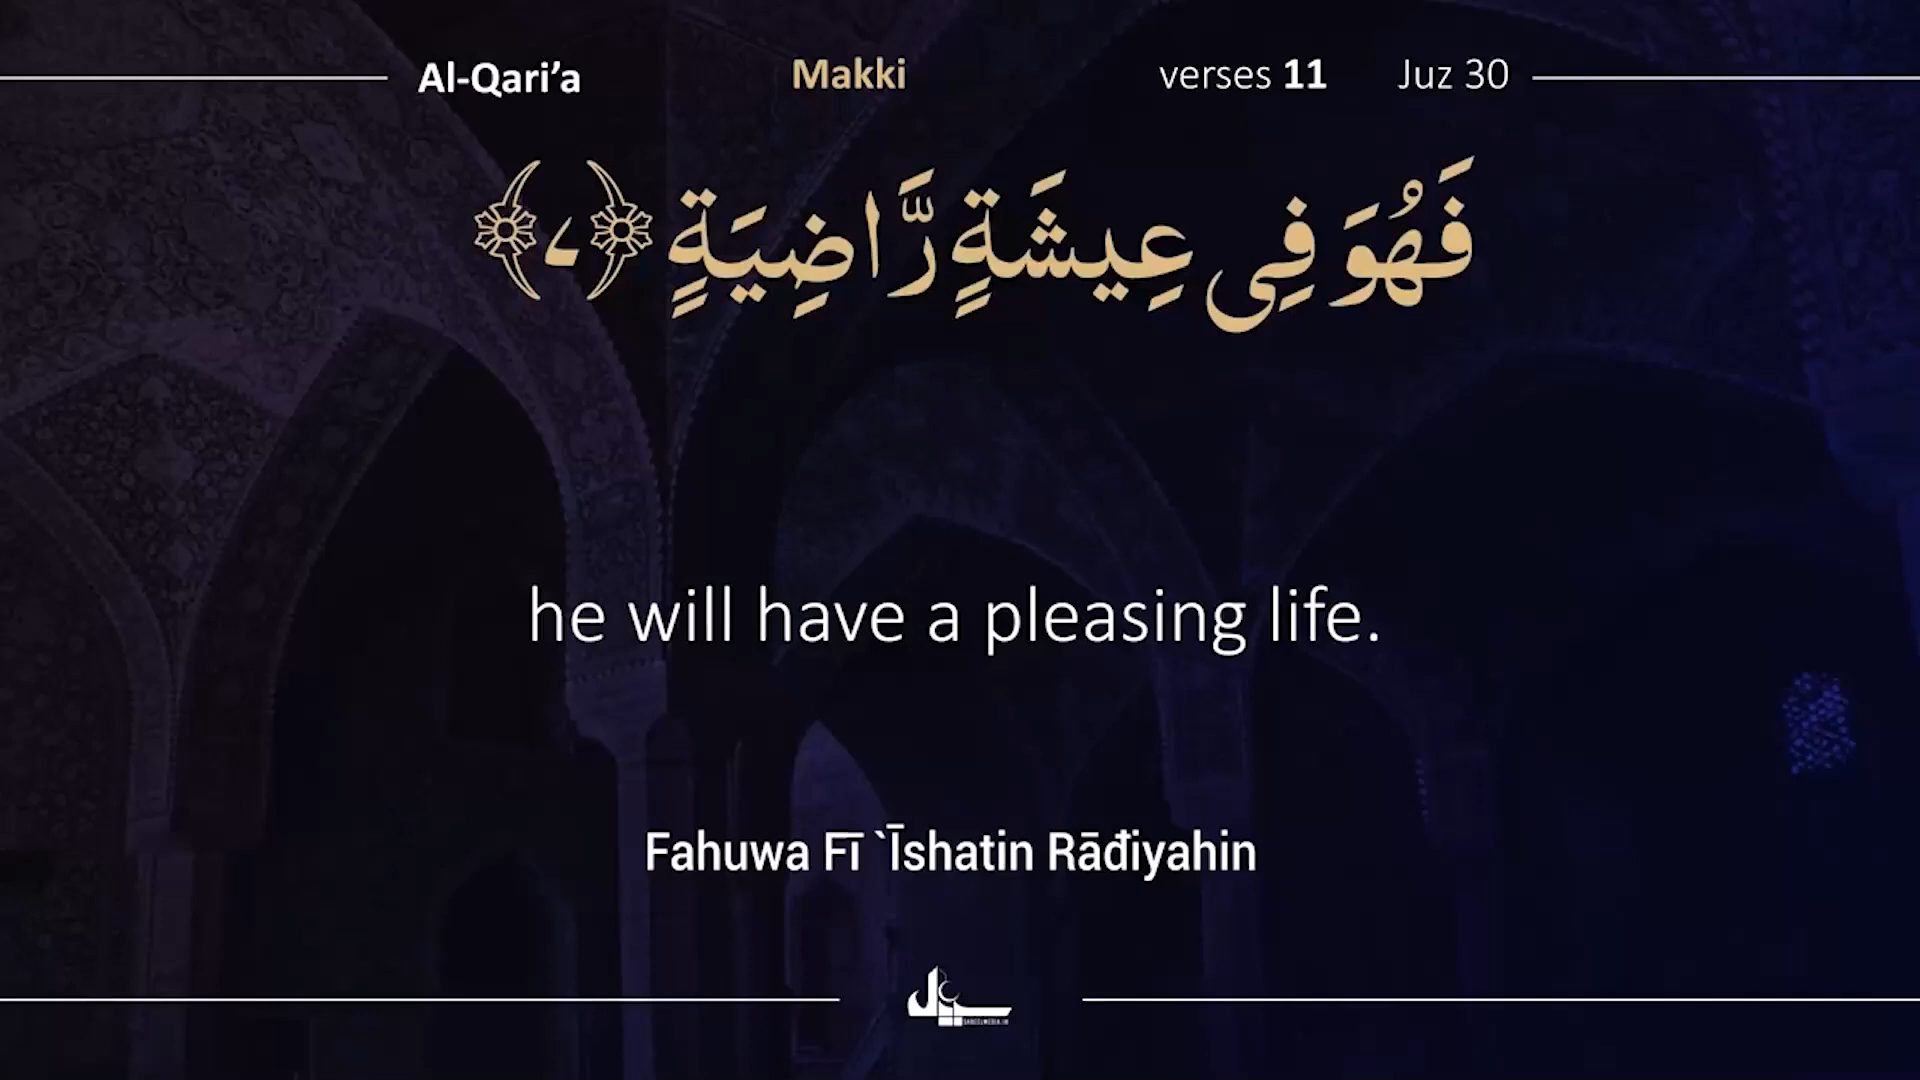 Al-Qari’a Makki verses 11 Juz 30
فَهُوَ فِي عِيشَةٍ رَّاضِيَةٍ ﴿٧﴾
he will have a pleasing life.
Fahuwa Fī `Īshatin Rāđiyahin